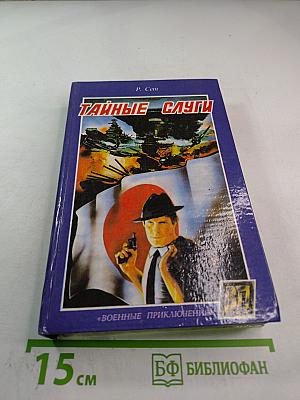 Р. Сет
ТАЙНЫЕ СЛУГИ
«ВОЕННЫЕ ПРИКЛЮЧЕНИЯ»
15 см
БФ БИБЛИОФАН